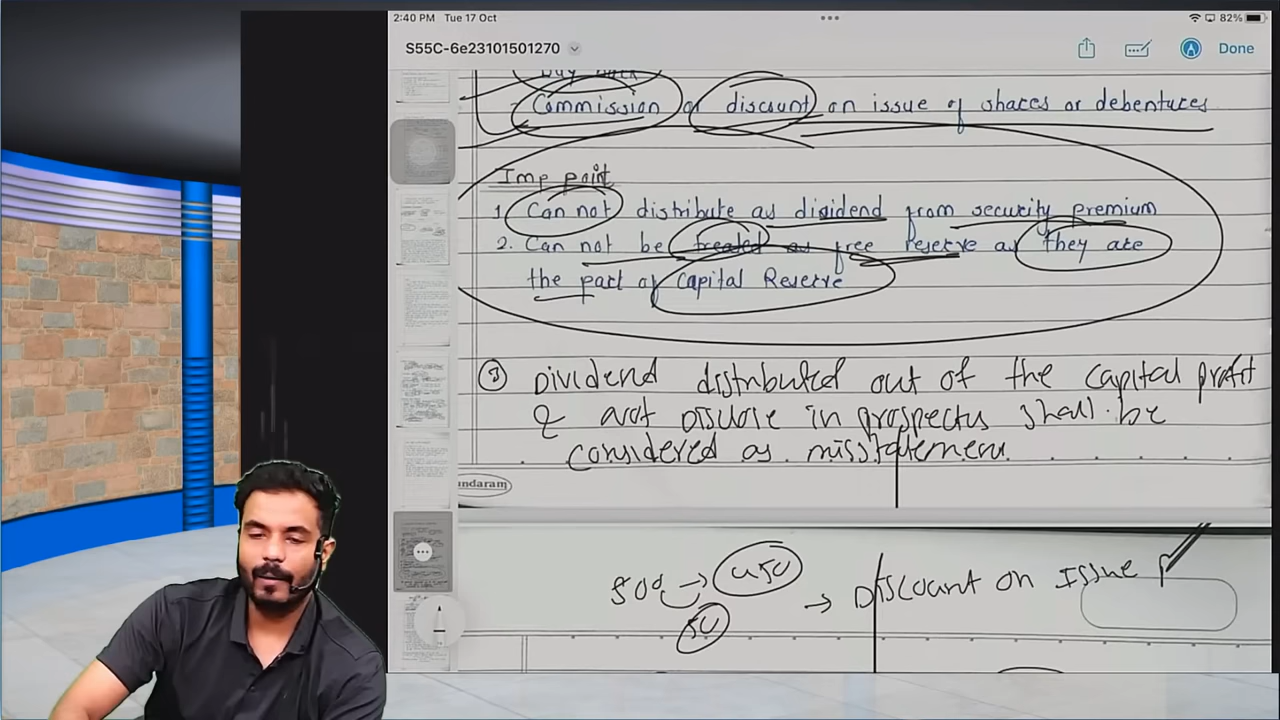 2:40 PM Tue 17 Oct
82%
S55C-6e23101501270
Done
Buy back
- Commission or discount on issue of shares or debentures
Imp point
1. Can not distribute as dividend from security premium
2. Can not be treated as free reserve as they are
the part of Capital Reserve
③ Dividend distributed out of the capital profit
& not disclose in prospectus shall be
considered as misstatement.
undaram
500 → 450
50
→ Discount on Issue